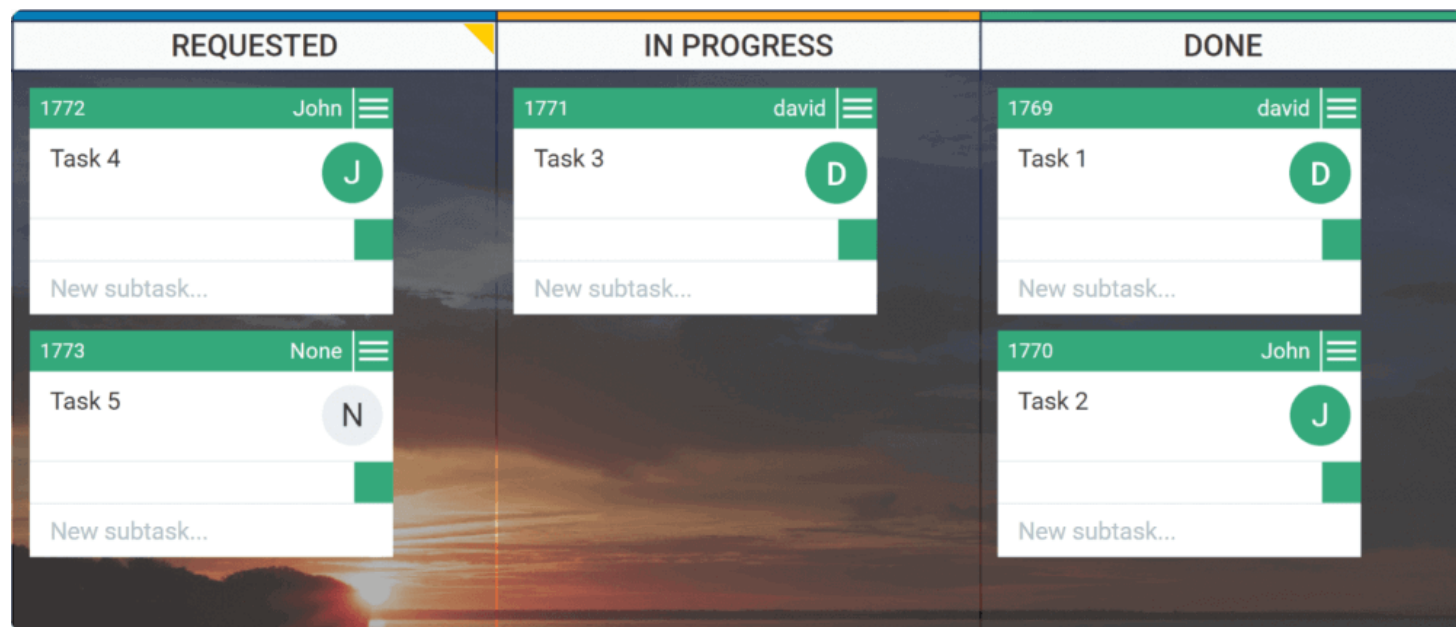 REQUESTED
IN PROGRESS
DONE
1772 John
Task 4
J
New subtask...
1773 None
Task 5
N
New subtask...
1771 david
Task 3
D
New subtask...
1769 david
Task 1
D
New subtask...
1770 John
Task 2
J
New subtask...